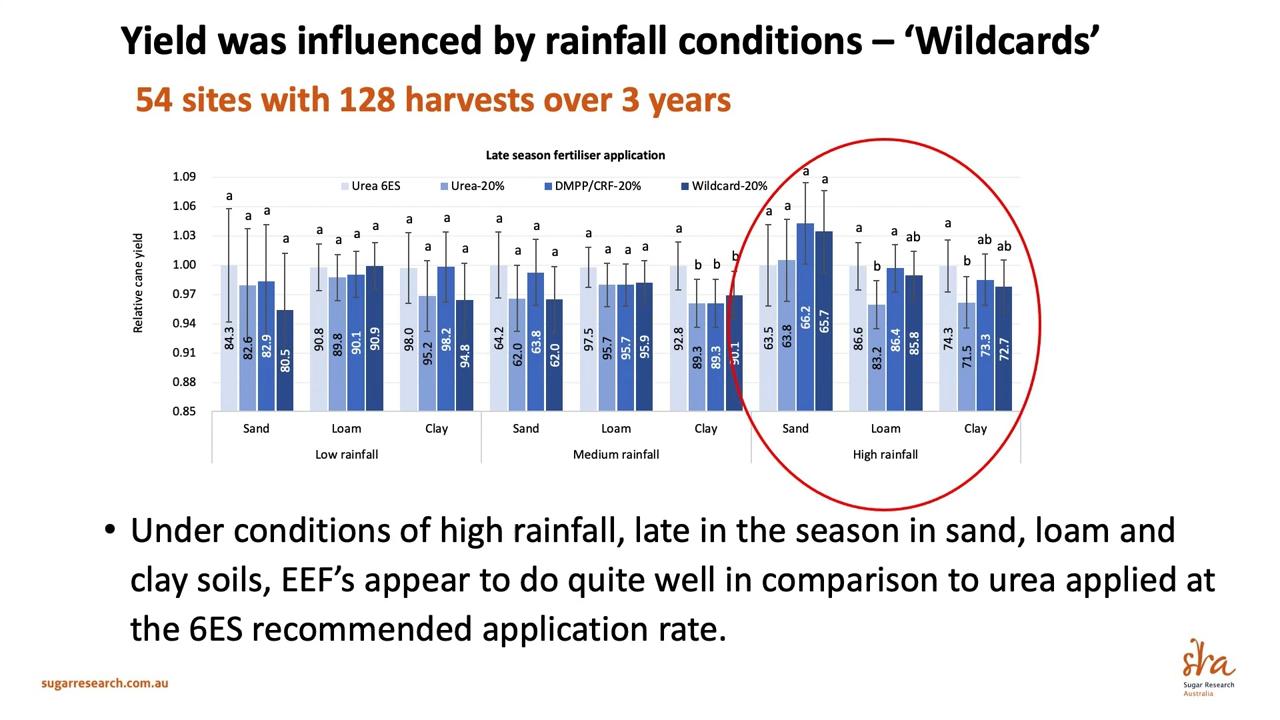 Yield was influenced by rainfall conditions – ‘Wildcards’
54 sites with 128 harvests over 3 years
Late season fertiliser application
Urea 6ES Urea-20% DMPP/CRF-20% Wildcard-20%
Relative cane yield
1.09
1.06
1.03
1.00
0.97
0.94
0.91
0.88
0.85
a a a a a a a a a a a a
a a a a a a a a a b b b
a a a a a b a ab a b ab ab
84.3 82.6 82.9 80.5 90.8 89.8 90.1 90.9 98.0 95.2 98.2 94.8
64.2 62.0 63.8 62.0 97.5 95.7 95.7 95.9 92.8 89.3 89.3 90.1
63.5 63.8 66.2 65.7 86.6 83.2 86.4 85.8 74.3 71.5 73.3 72.7
Sand Loam Clay Sand Loam Clay Sand Loam Clay
Low rainfall Medium rainfall High rainfall
• Under conditions of high rainfall, late in the season in sand, loam and
clay soils, EEF’s appear to do quite well in comparison to urea applied at
the 6ES recommended application rate.
sugarresearch.com.au
sra
Sugar Research
Australia